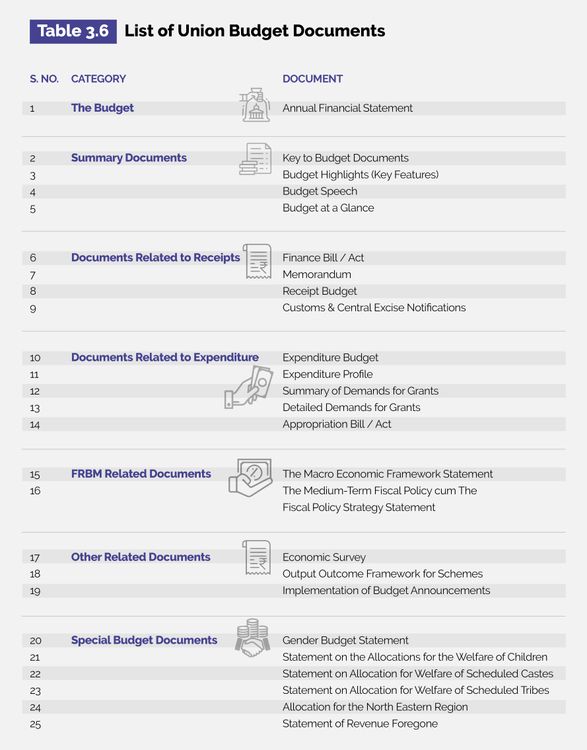 Table 3.6 List of Union Budget Documents
S. NO. CATEGORY DOCUMENT
1 The Budget Annual Financial Statement
2 Summary Documents Key to Budget Documents
3 Budget Highlights (Key Features)
4 Budget Speech
5 Budget at a Glance
6 Documents Related to Receipts Finance Bill / Act
7 Memorandum
8 Receipt Budget
9 Customs & Central Excise Notifications
10 Documents Related to Expenditure Expenditure Budget
11 Expenditure Profile
12 Summary of Demands for Grants
13 Detailed Demands for Grants
14 Appropriation Bill / Act
15 FRBM Related Documents The Macro Economic Framework Statement
16 The Medium-Term Fiscal Policy cum The
Fiscal Policy Strategy Statement
17 Other Related Documents Economic Survey
18 Output Outcome Framework for Schemes
19 Implementation of Budget Announcements
20 Special Budget Documents Gender Budget Statement
21 Statement on the Allocations for the Welfare of Children
22 Statement on Allocation for Welfare of Scheduled Castes
23 Statement on Allocation for Welfare of Scheduled Tribes
24 Allocation for the North Eastern Region
25 Statement of Revenue Foregone